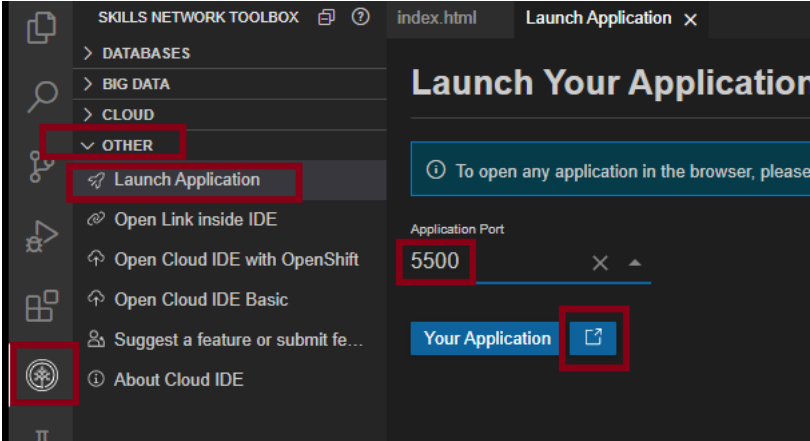 SKILLS NETWORK TOOLBOX
DATABASES
BIG DATA
CLOUD
OTHER
Launch Application
Open Link inside IDE
Open Cloud IDE with OpenShift
Open Cloud IDE Basic
Suggest a feature or submit fe...
About Cloud IDE
index.html Launch Application
Launch Your Application
To open any application in the browser, please
Application Port
5500
Your Application